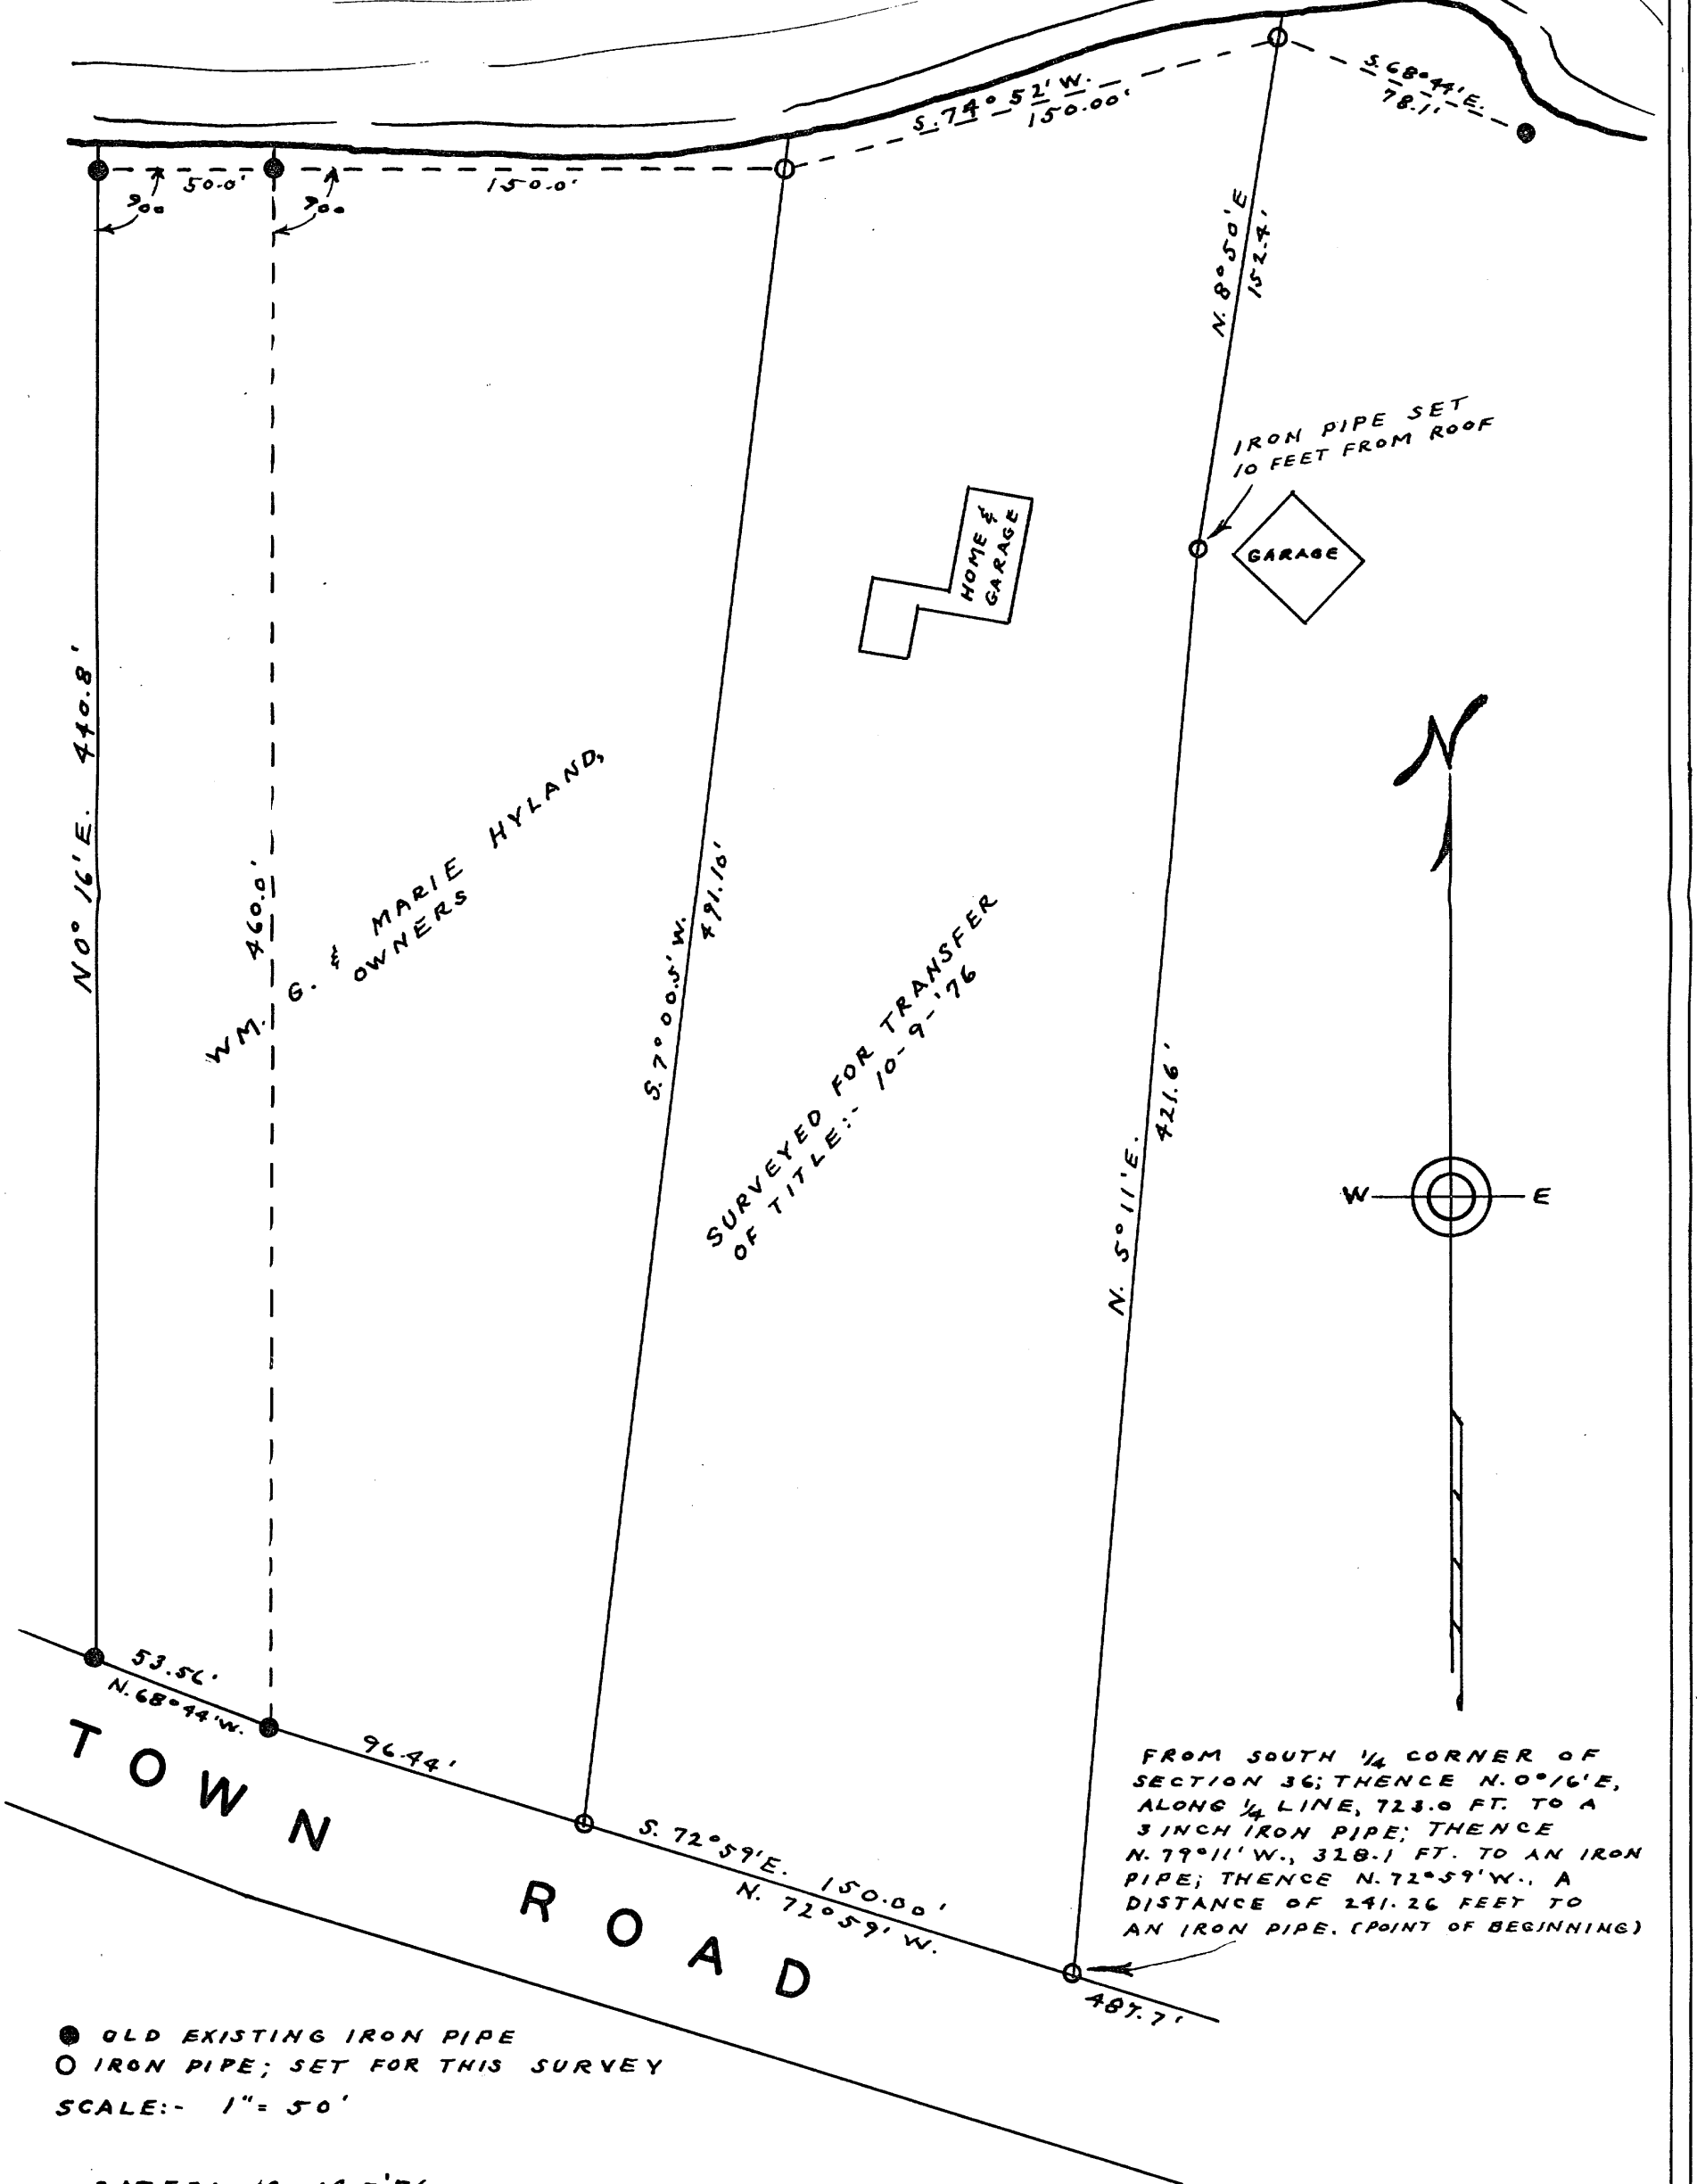 S. 68°44' E.
78.1'
S. 74° 52' W.
150.00'
50.0'
150.0'
90°
90°
N. 8° 50' E
152.4'
IRON PIPE SET
10 FEET FROM ROOF
HOME &
GARAGE
GARAGE
N 0° 16' E. 440.8'
460.0'
WM. G. & MARIE HYLAND,
OWNERS
S. 7° 00.5' W.
491.10'
SURVEYED FOR TRANSFER
OF TITLE:- 10-9-'76
N. 5° 11' E.
421.6'
N
W E
53.56'
N. 68°44' W.
96.44'
S. 72°59' E. 150.00'
N. 72°59' W.
487.7'
TOWN ROAD
FROM SOUTH 1/4 CORNER OF
SECTION 36; THENCE N. 0°16' E,
ALONG 1/4 LINE, 723.0 FT. TO A
3 INCH IRON PIPE; THENCE
N. 79°11' W., 328.1 FT. TO AN IRON
PIPE; THENCE N. 72°59' W., A
DISTANCE OF 241.26 FEET TO
AN IRON PIPE. (POINT OF BEGINNING)
OLD EXISTING IRON PIPE
IRON PIPE; SET FOR THIS SURVEY
SCALE:- 1" = 50'